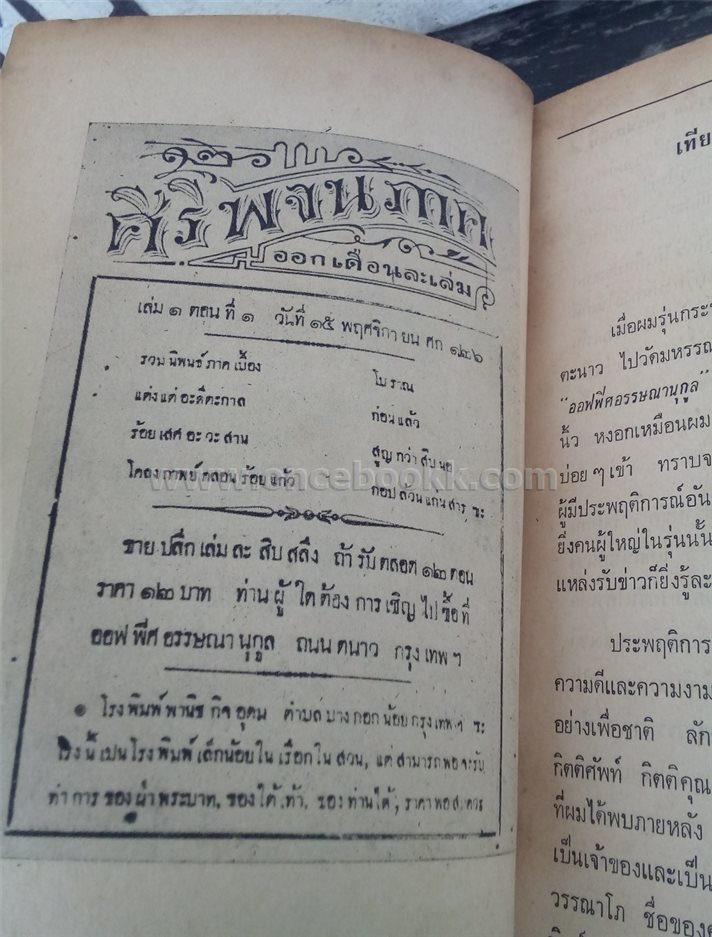 ศิริพจนภาค
ออกเดือนละเล่ม
เล่ม ๑ ตอน ที่ ๑ วันที่ ๑๕ พฤศจิกา ยน ศก ๑๒๖
รวม นิพนธ์ ภาค เบื้อง โบ ราณ
แต่ง แต่ อะดีตะกาล ก่อน แล้ว
ร้อย เสศ อะ วะ สาน สูญ กว่า สิบ นอ
โคลง กาพย์ กลอน ร้อย แก้ว กอป ล้วน แก่น สาร ๚ะ
www.koncebookk.com
ขาย ปลีก เล่ม ละ สิบ สลึง ถ้า รับ ตลอด ๑๒ ตอน
ราคา ๑๒ บาท ท่าน ผู้ ใด ต้อง การ เชิญ ไป ซื้อ ที่
ออฟ พี่ศ อรรษณา นุกูล ถนน ตนาว กรุง เทพ ฯ
๏ โรง พิมพ์ พานิช กิจ อุดม ตำบล บาง กอก น้อย กรุง เทพ ฯ ๚ะ
โรง นี้ เปน โรง พิมพ์ เล็กน้อย ใน เรือก ใน สวน, แต่ สามารถ พอ จะ รับ
ทำ การ ของ ฝ่า พระบาท, ของ ใต้ เท้า, ของ ท่าน ได้, ราคา พอ ส่ำควร
เทีย
เมื่อผมรุ่นกระ
ตะนาว ไปวัดมหรรณ
"ออฟฟี่ศอรรษณานุกูล"
นิ้ว หงอกเหมือนผม
บ่อย ๆ เข้า ทราบจ
ผู้มีประพฤติการณ์อัน
ยิ่งคนผู้ใหญ่ในรุ่นนั้น
แหล่งรับข่าวก็ยิ่งรู้ละ
ประพฤติการ
ความดีและความงาม
อย่างเพื่อชาติ ลัก
กิตติศัพท์ กิตติคุณ
ที่ผมได้พบภายหลัง
เป็นเจ้าของและเป็น
วรรณาโภ ชื่อของค